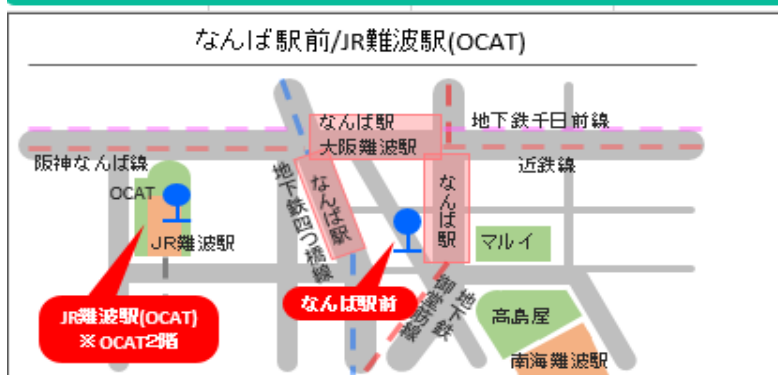 なんば駅前/JR難波駅(OCAT)
なんば駅
大阪難波駅
地下鉄千日前線
阪神なんば線
近鉄線
OCAT
JR難波駅
地下鉄四つ橋線
なんば駅
なんば駅
マルイ
なんば駅前
地下鉄
御堂筋線
JR難波駅(OCAT)
※OCAT2階
高島屋
南海難波駅